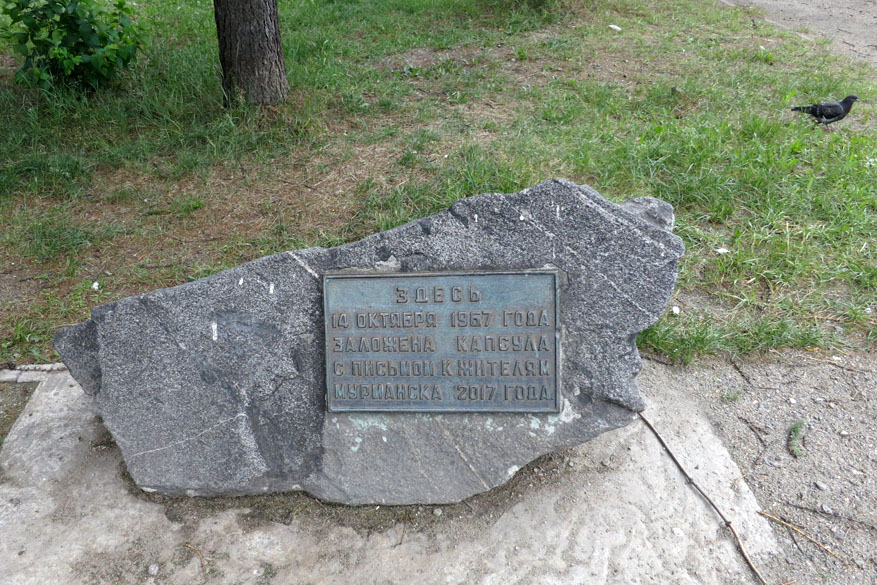 ЗДЕСЬ
14 ОКТЯБРЯ 1967 ГОДА
ЗАЛОЖЕНА КАПСУЛА
С ПИСЬМОМ К ЖИТЕЛЯМ
МУРМАНСКА 2017 ГОДА